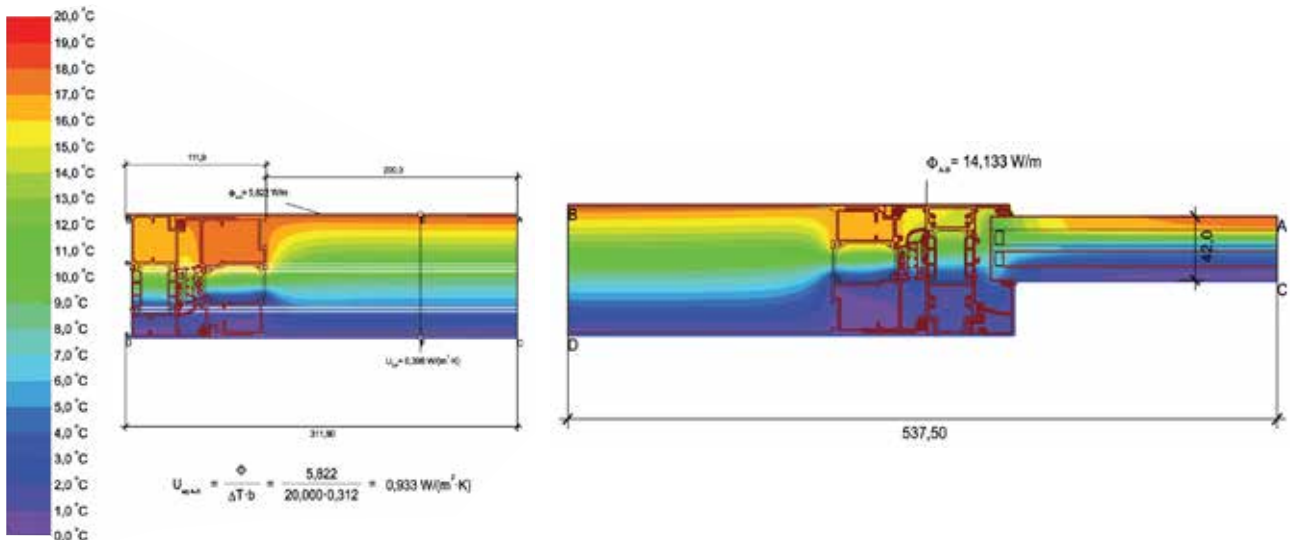 20,0 °C
19,0 °C
18,0 °C
17,0 °C
16,0 °C
15,0 °C
14,0 °C
13,0 °C
12,0 °C
11,0 °C
10,0 °C
9,0 °C
8,0 °C
7,0 °C
6,0 °C
5,0 °C
4,0 °C
3,0 °C
2,0 °C
1,0 °C
0,0 °C
200,0
311,90
Φ
5,822
U = = = 0,933 W/(m²·K)
ΔT·b
20,000·0,312
Φ = 14,133 W/m
B
A
42,0
C
D
537,50